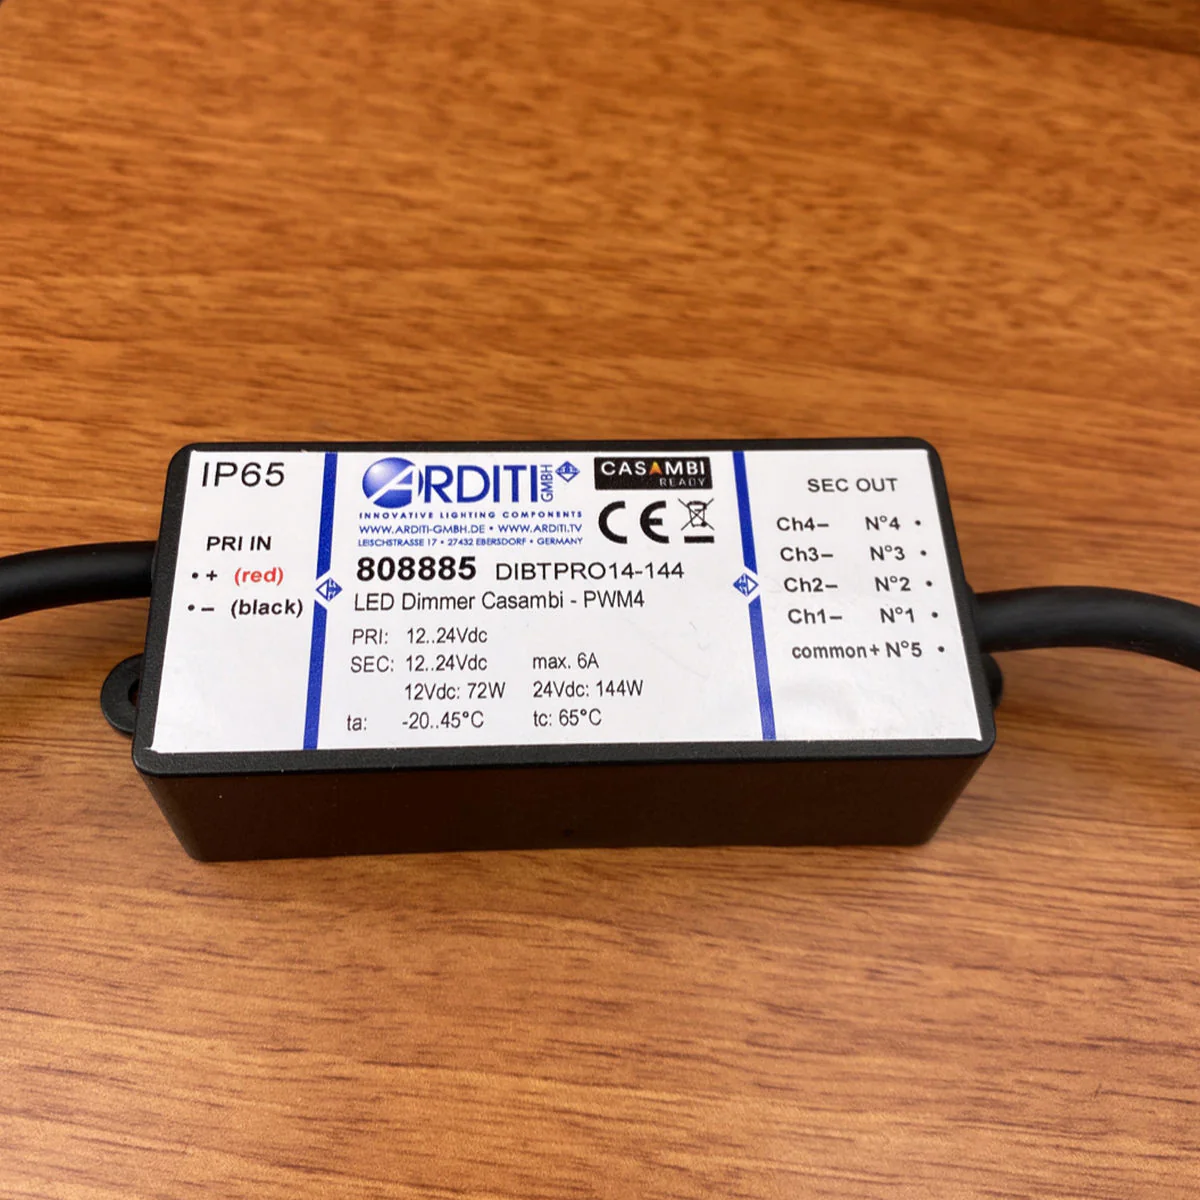 IP65
PRI IN
• + (red)
• – (black)
ARDITI GMBH
INNOVATIVE LIGHTING COMPONENTS
WWW.ARDITI-GMBH.DE • WWW.ARDITI.TV
LEISCHSTRASSE 17 • 27432 EBERSDORF • GERMANY
CASAMBI
READY
CE
808885 DIBTPRO14-144
LED Dimmer Casambi - PWM4
PRI: 12..24Vdc
SEC: 12..24Vdc max. 6A
12Vdc: 72W 24Vdc: 144W
ta: -20..45°C tc: 65°C
SEC OUT
Ch4– N°4 •
Ch3– N°3 •
Ch2– N°2 •
Ch1– N°1 •
common+ N°5 •